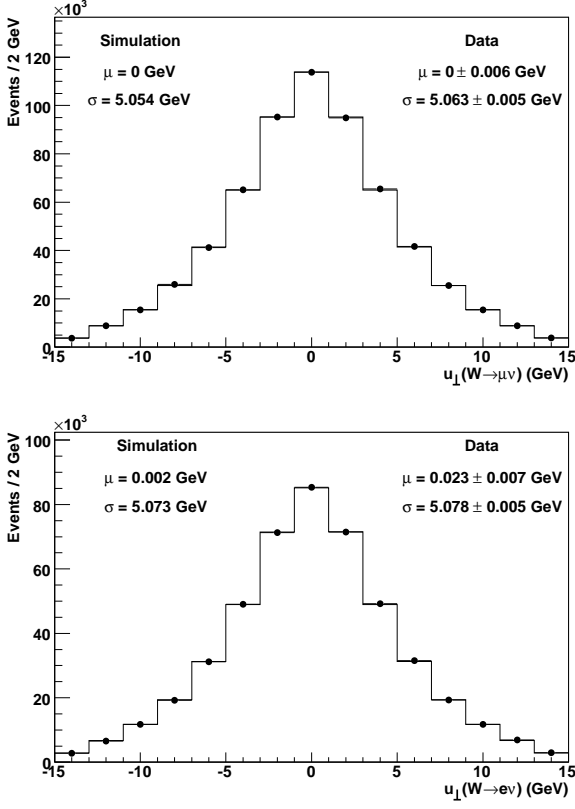 ×10³
Events / 2 GeV
Simulation
Data
μ = 0 GeV
μ = 0 ± 0.006 GeV
σ = 5.054 GeV
σ = 5.063 ± 0.005 GeV
120
100
80
60
40
20
0
-15 -10 -5 0 5 10 15
u⊥(W→μν) (GeV)
×10³
Events / 2 GeV
Simulation
Data
μ = 0.002 GeV
μ = 0.023 ± 0.007 GeV
σ = 5.073 GeV
σ = 5.078 ± 0.005 GeV
100
80
60
40
20
0
-15 -10 -5 0 5 10 15
u⊥(W→eν) (GeV)